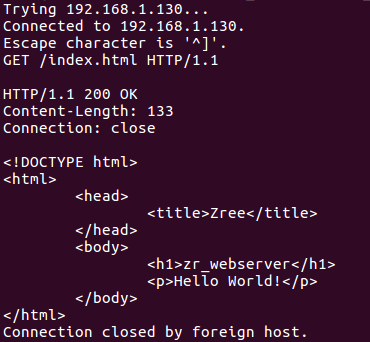 Trying 192.168.1.130...
Connected to 192.168.1.130.
Escape character is '^]'.
GET /index.html HTTP/1.1

HTTP/1.1 200 OK
Content-Length: 133
Connection: close

<!DOCTYPE html>
<html>
        <head>
                <title>Zree</title>
        </head>
        <body>
                <h1>zr_webserver</h1>
                <p>Hello World!</p>
        </body>
</html>
Connection closed by foreign host.